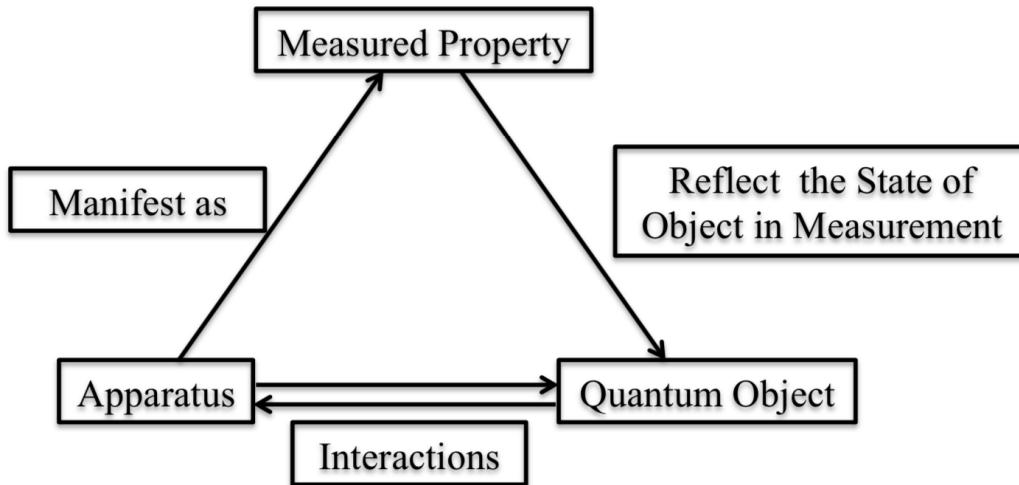 Measured Property
Manifest as
Reflect the State of
Object in Measurement
Apparatus
Quantum Object
Interactions